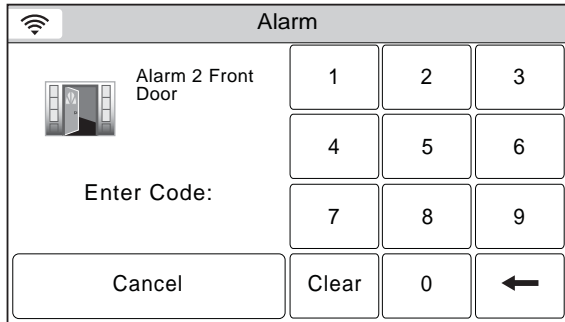 Alarm
Alarm 2 Front
Door
Enter Code:
1 2 3
4 5 6
7 8 9
Cancel Clear 0